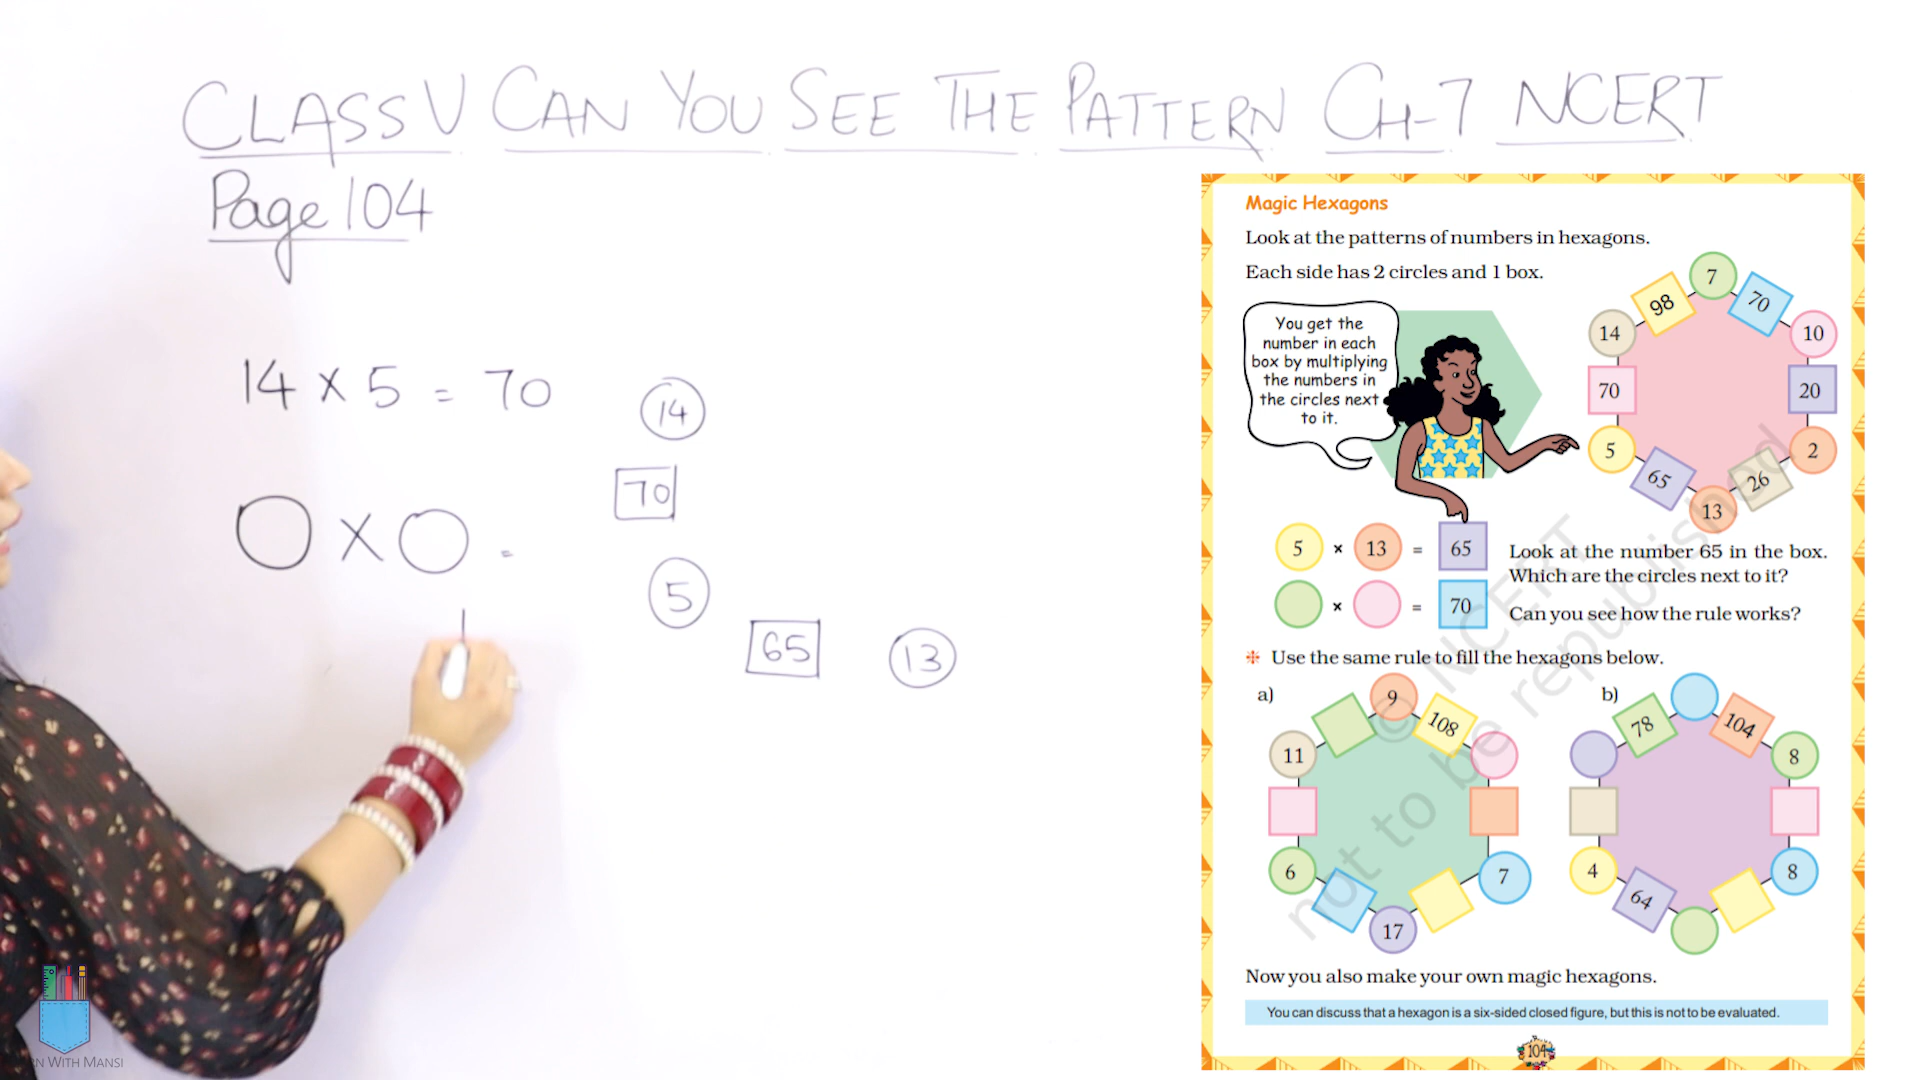 CLASS V CAN YOU SEE THE PATTERN CH-7 NCERT
Page 104
14 × 5 = 70
14
70
○ × ○ =
5
65 13
Magic Hexagons
Look at the patterns of numbers in hexagons.
Each side has 2 circles and 1 box.
You get the
number in each
box by multiplying
the numbers in
the circles next
to it.
7
98 70
14 10
70 20
5 2
65 26
13
5 × 13 = 65
× = 70
Look at the number 65 in the box.
Which are the circles next to it?
Can you see how the rule works?
❉ Use the same rule to fill the hexagons below.
a)
9
108
11
6 7
17
b)
78 104
8
4 8
64
Now you also make your own magic hexagons.
You can discuss that a hexagon is a six-sided closed figure, but this is not to be evaluated.
104
© NCERT
not to be republished
WITH MANSI